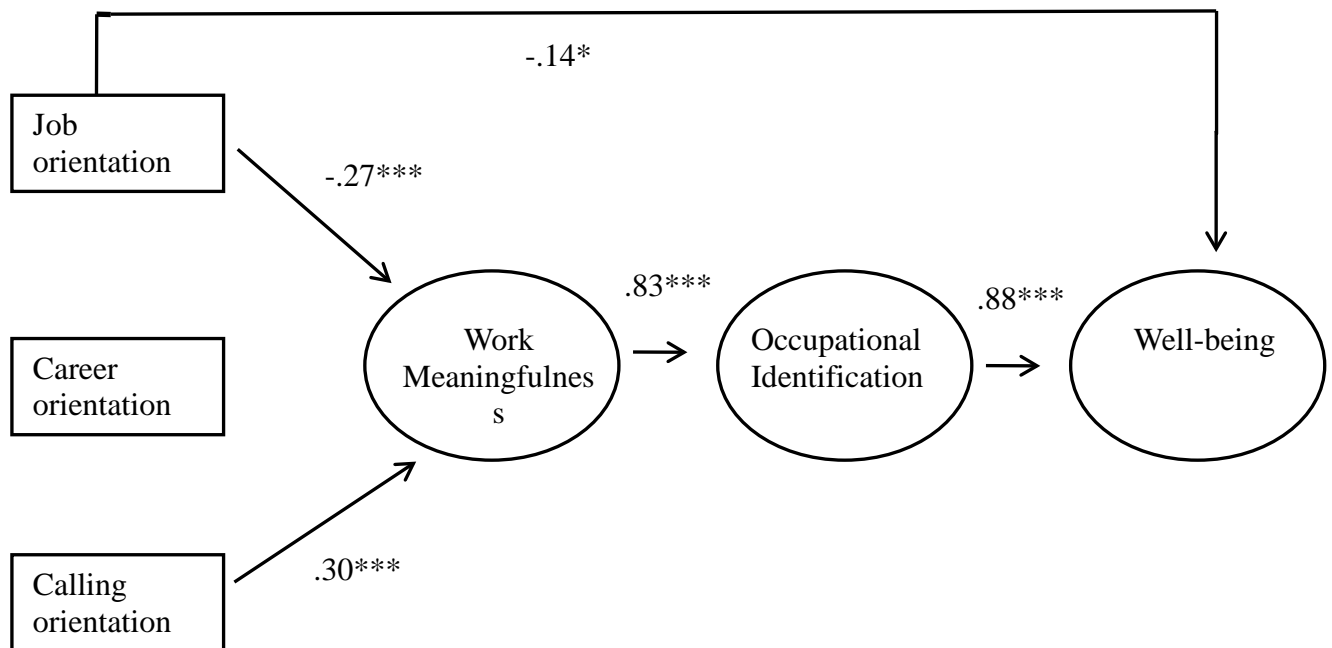 -.14*
Job
orientation
-.27***
.83***
.88***
Work
Meaningfulnes
s
Occupational
Identification
Well-being
Career
orientation
.30***
Calling
orientation